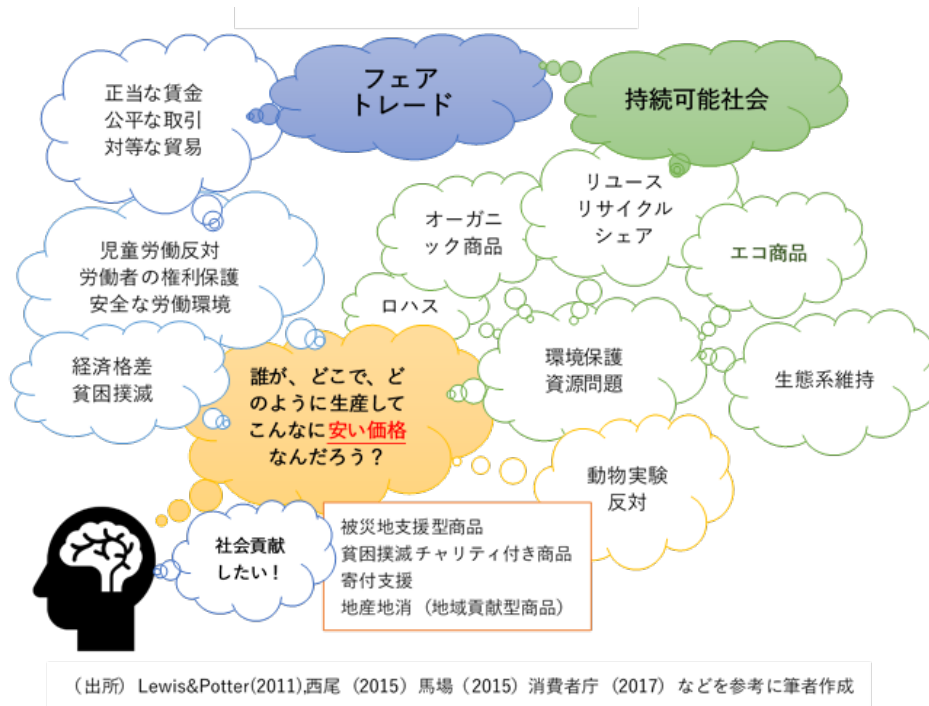 フェア
トレード
持続可能社会
正当な賃金
公平な取引
対等な貿易
リユース
リサイクル
シェア
オーガニ
ック商品
エコ商品
児童労働反対
労働者の権利保護
安全な労働環境
ロハス
経済格差
貧困撲滅
誰が、どこで、ど
のように生産して
こんなに安い価格
なんだろう？
環境保護
資源問題
生態系維持
動物実験
反対
社会貢献
したい！
被災地支援型商品
貧困撲滅チャリティ付き商品
寄付支援
地産地消（地域貢献型商品）
（出所）Lewis&Potter(2011),西尾（2015）馬場（2015）消費者庁（2017）などを参考に筆者作成